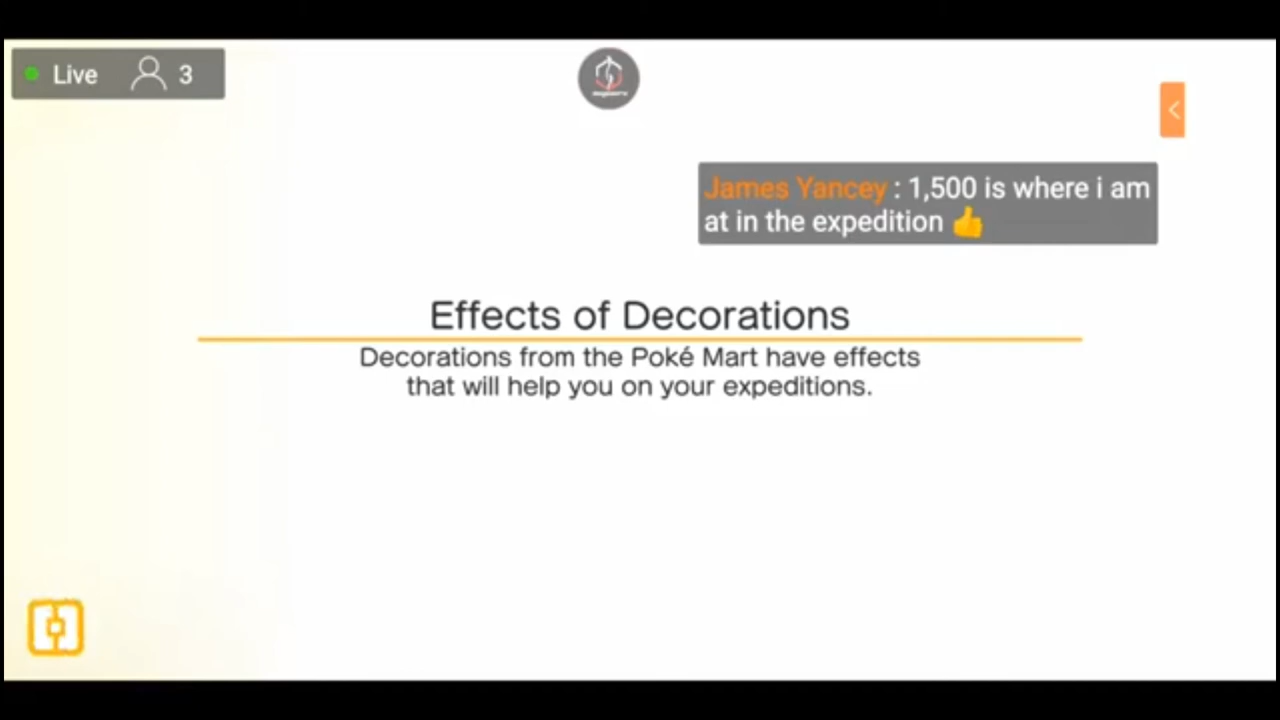 Live 3
James Yancey : 1,500 is where i am
at in the expedition 👍
Effects of Decorations
Decorations from the Poké Mart have effects
that will help you on your expeditions.